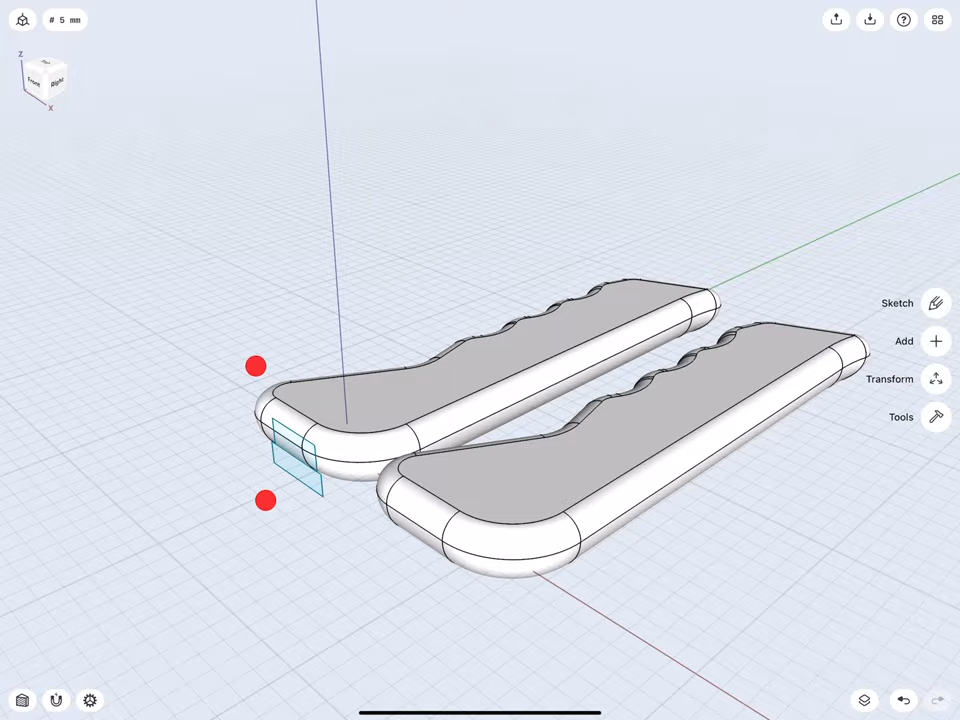 # 5 mm
Z
Front
Right
X
Sketch
Add
Transform
Tools